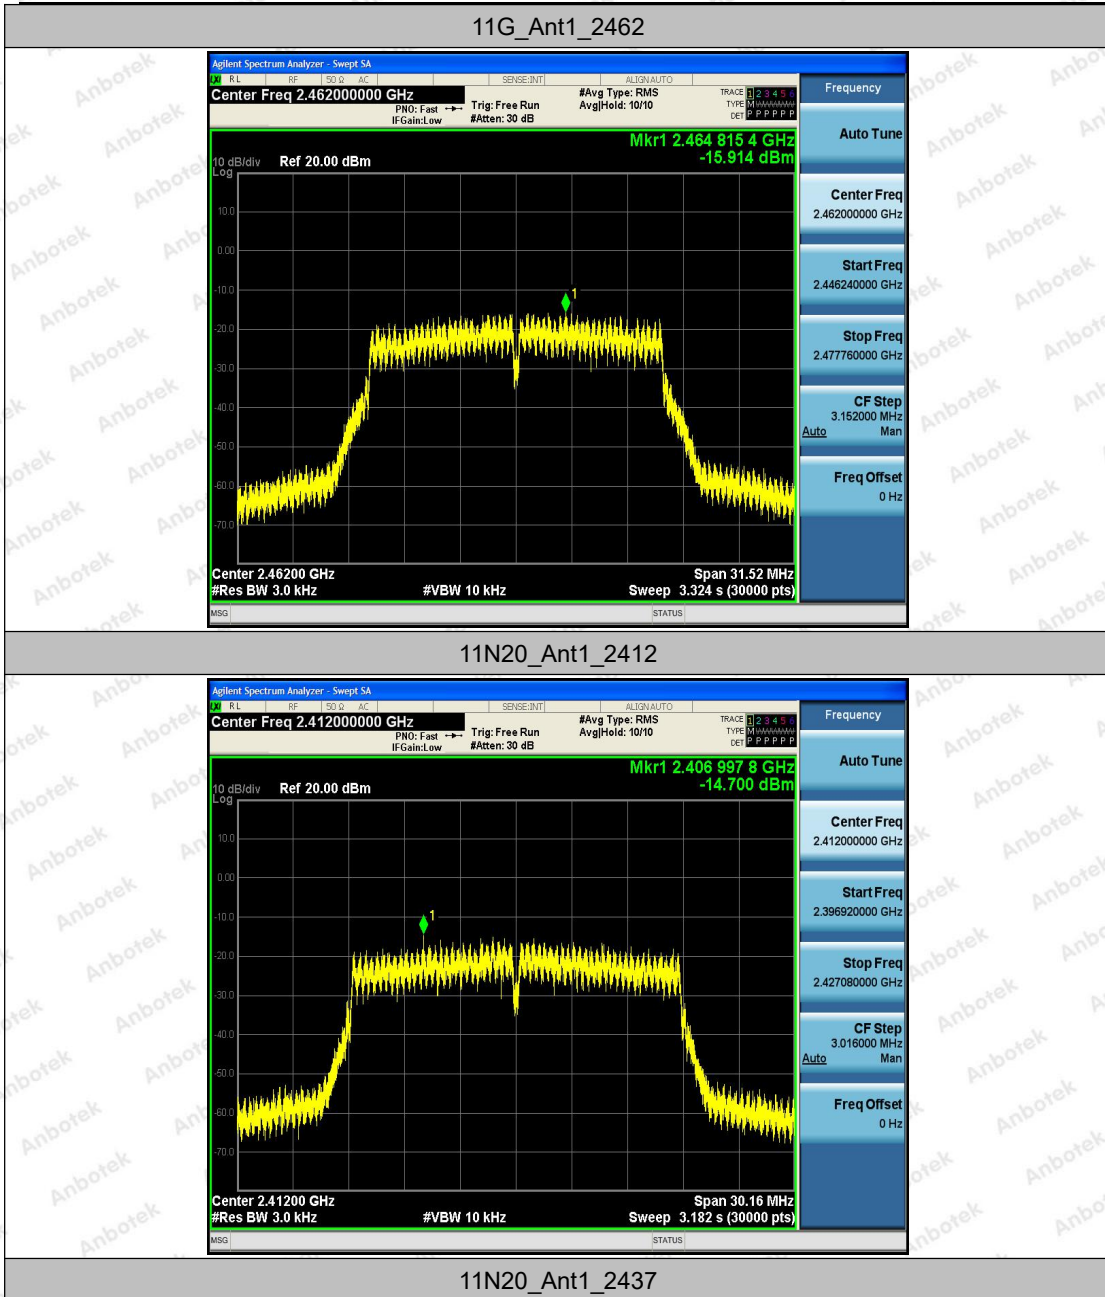 11G_Ant1_2462
Agilent Spectrum Analyzer - Swept SA
LXI RL RF 50 Ω AC SENSE:INT ALIGNAUTO
Center Freq 2.462000000 GHz
PNO: Fast
IFGain:Low
Trig: Free Run
#Atten: 30 dB
#Avg Type: RMS
Avg|Hold: 10/10
TRACE 1 2 3 4 5 6
TYPE M
DET P P P P P P
Mkr1 2.464 815 4 GHz
-15.914 dBm
10 dB/div Ref 20.00 dBm
Log
10.0
0.00
-10.0
-20.0
-30.0
-40.0
-50.0
-60.0
-70.0
1
Center 2.46200 GHz Span 31.52 MHz
#Res BW 3.0 kHz #VBW 10 kHz Sweep 3.324 s (30000 pts)
MSG STATUS
Frequency
Auto Tune
Center Freq
2.462000000 GHz
Start Freq
2.446240000 GHz
Stop Freq
2.477760000 GHz
CF Step
3.152000 MHz
Auto Man
Freq Offset
0 Hz
11N20_Ant1_2412
Agilent Spectrum Analyzer - Swept SA
LXI RL RF 50 Ω AC SENSE:INT ALIGNAUTO
Center Freq 2.412000000 GHz
PNO: Fast
IFGain:Low
Trig: Free Run
#Atten: 30 dB
#Avg Type: RMS
Avg|Hold: 10/10
TRACE 1 2 3 4 5 6
TYPE M
DET P P P P P P
Mkr1 2.406 997 8 GHz
-14.700 dBm
10 dB/div Ref 20.00 dBm
Log
10.0
0.00
-10.0
-20.0
-30.0
-40.0
-50.0
-60.0
-70.0
1
Center 2.41200 GHz Span 30.16 MHz
#Res BW 3.0 kHz #VBW 10 kHz Sweep 3.182 s (30000 pts)
MSG STATUS
Frequency
Auto Tune
Center Freq
2.412000000 GHz
Start Freq
2.396920000 GHz
Stop Freq
2.427080000 GHz
CF Step
3.016000 MHz
Auto Man
Freq Offset
0 Hz
11N20_Ant1_2437
Anbotek